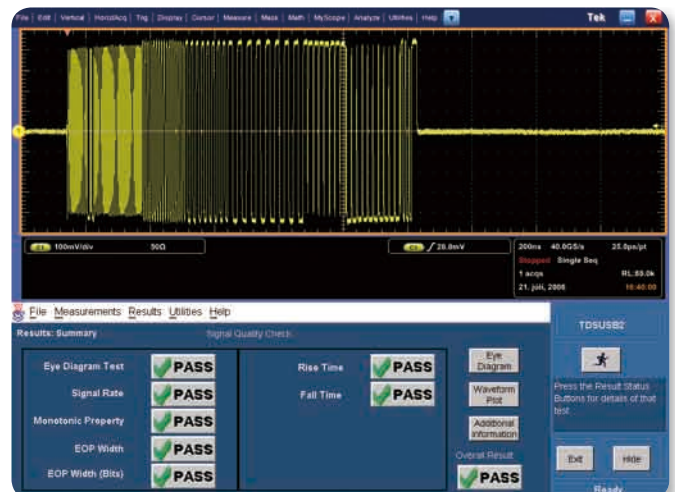 File | Edit | Vertical | Horiz/Acq | Trig | Display | Cursor | Measure | Mask | Math | MyScope | Analyze | Utilities | Help
Tek
1
C1 100mV/div 50Ω
C1 / 28.0mV
200ns 40.0GS/s 25.0ps/pt
Stopped Single Seq
1 acqs RL:80.0k
16:40:00
File Measurements Results Utilities Help
Results: Summary
Signal Quality Check
TDSUSB2
Eye Diagram Test PASS
Signal Rate PASS
Monotonic Property PASS
EOP Width PASS
EOP Width (Bits) PASS
Rise Time PASS
Fall Time PASS
Eye Diagram
Waveform Plot
Additional Information
Overall Result
PASS
Press the Result Status
Buttons for details of that
test
Exit
Hide
Ready